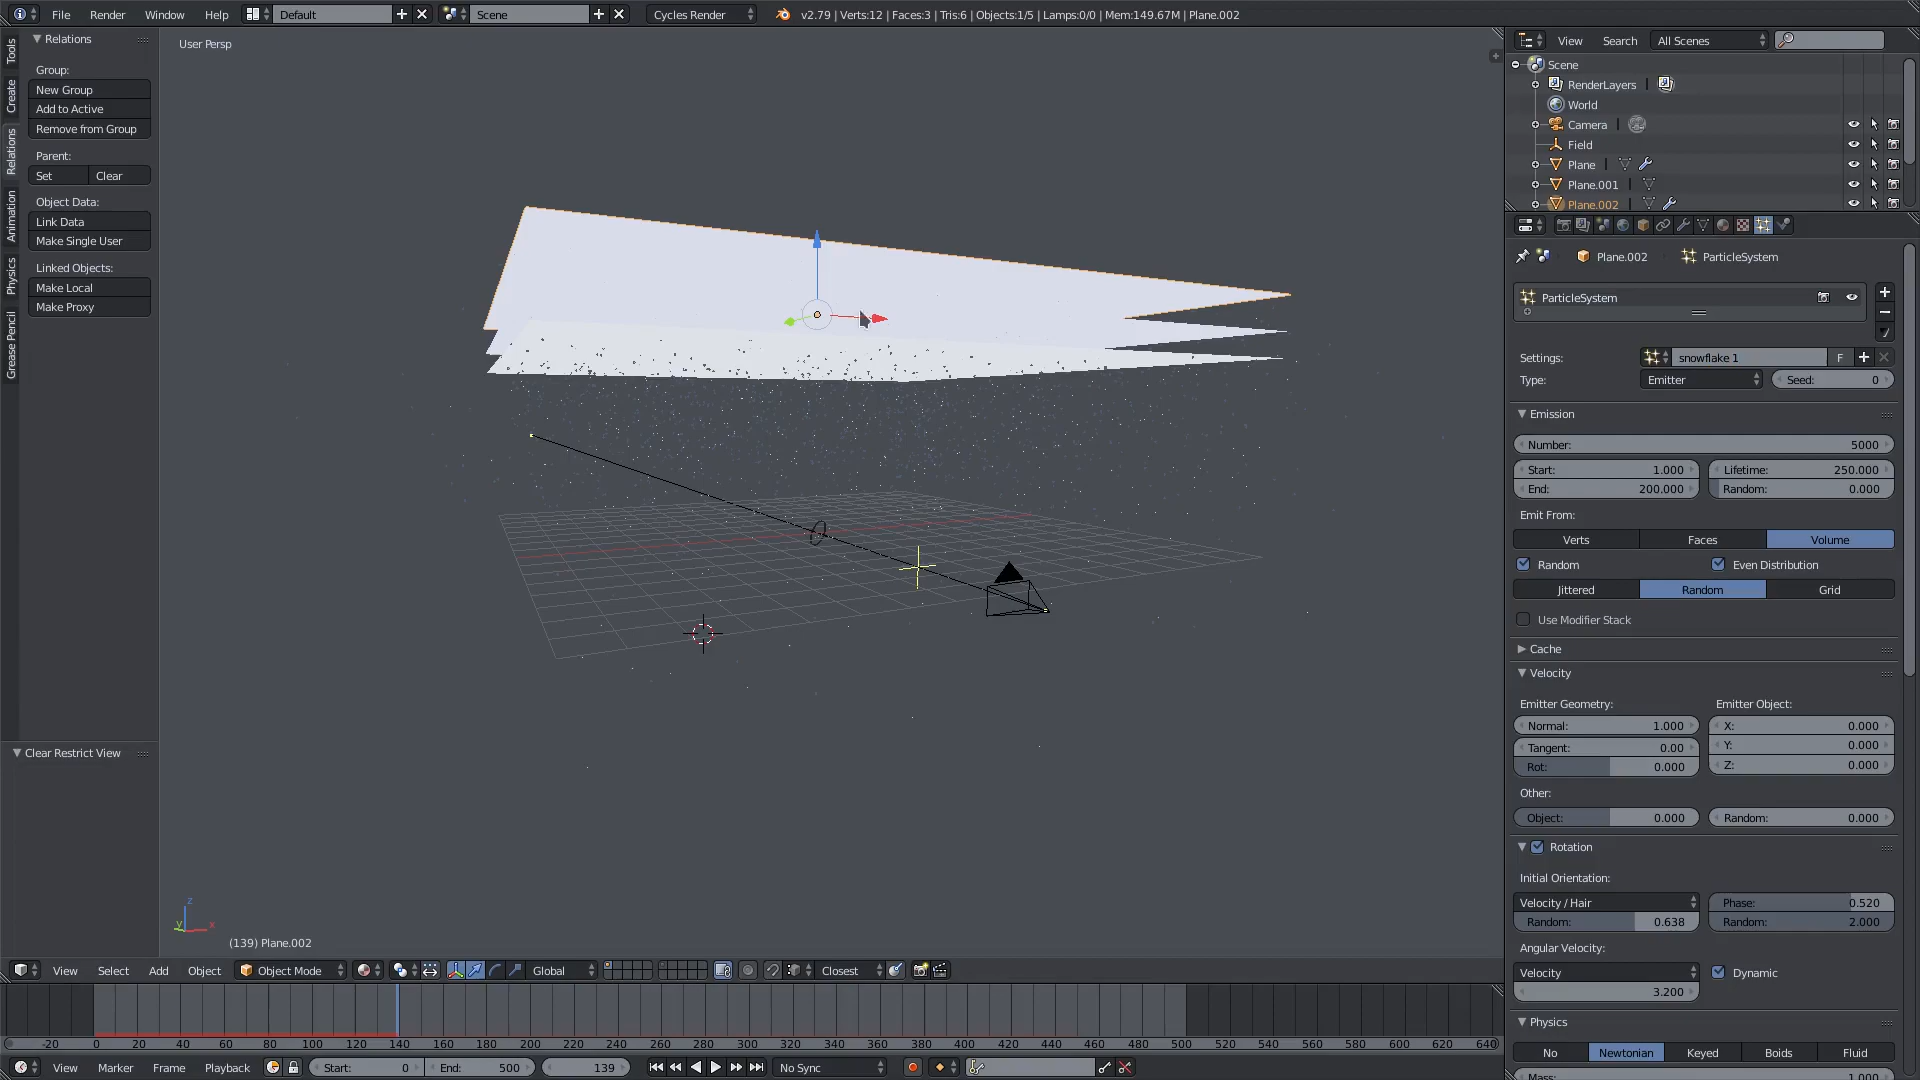 File Render Window Help Default Scene Cycles Render v2.79 | Verts:12 | Faces:3 | Tris:6 | Objects:1/5 | Lamps:0/0 | Mem:149.67M | Plane.002
Tools
Create
Relations
Animation
Physics
Grease Pencil
Relations
Group:
New Group
Add to Active
Remove from Group
Parent:
Set Clear
Object Data:
Link Data
Make Single User
Linked Objects:
Make Local
Make Proxy
Clear Restrict View
User Persp
z
y x
(139) Plane.002
View Search All Scenes
Scene
RenderLayers |
World
Camera |
Field
Plane |
Plane.001 |
Plane.002 |
Plane.002 ParticleSystem
ParticleSystem
Settings: snowflake 1 F
Type: Emitter Seed: 0
Emission
Number: 5000
Start: 1.000 Lifetime: 250.000
End: 200.000 Random: 0.000
Emit From:
Verts Faces Volume
Random Even Distribution
Jittered Random Grid
Use Modifier Stack
Cache
Velocity
Emitter Geometry: Emitter Object:
Normal: 1.000 X: 0.000
Tangent: 0.00 Y: 0.000
Rot: 0.000 Z: 0.000
Other:
Object: 0.000 Random: 0.000
Rotation
Initial Orientation:
Velocity / Hair Phase: 0.520
Random: 0.638 Random: 2.000
Angular Velocity:
Velocity Dynamic
3.200
Physics
No Newtonian Keyed Boids Fluid
Mass: 1.000
View Select Add Object Object Mode Global Closest
-20 0 20 40 60 80 100 120 140 160 180 200 220 240 260 280 300 320 340 360 380 400 420 440 460 480 500 520 540 560 580 600 620 640
View Marker Frame Playback Start: 0 End: 500 139 No Sync